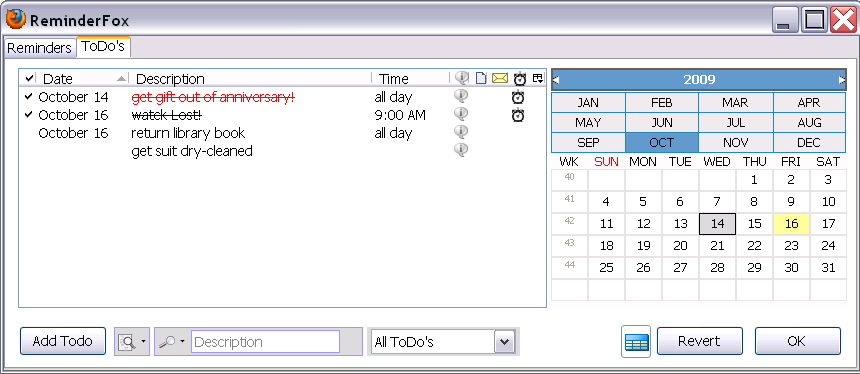 ReminderFox
Reminders ToDo's
Date Description Time
October 14 get gift out of anniversary! all day
October 16 watch Lost! 9:00 AM
October 16 return library book all day
get suit dry-cleaned
2009
JAN FEB MAR APR
MAY JUN JUL AUG
SEP OCT NOV DEC
WK SUN MON TUE WED THU FRI SAT
40 1 2 3
41 4 5 6 7 8 9 10
42 11 12 13 14 15 16 17
43 18 19 20 21 22 23 24
44 25 26 27 28 29 30 31
Add Todo Description All ToDo's Revert OK